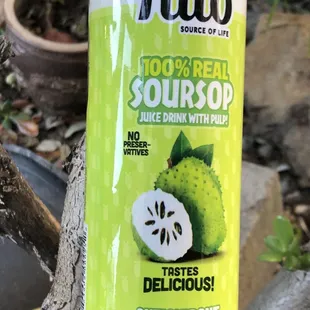 SOURCE OF LIFE
100% REAL
SOURSOP
JUICE DRINK WITH PULP!
NO
PRESER-
VATIVES
TASTES
DELICIOUS!